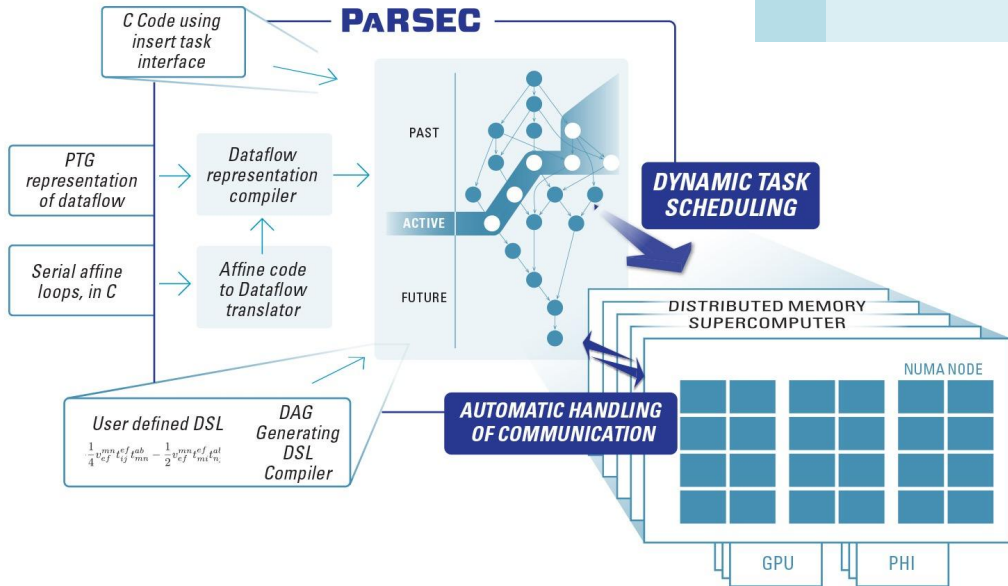 C Code using
insert task
interface
PaRSEC
PTG
representation
of dataflow
Dataflow
representation
compiler
Serial affine
loops, in C
Affine code
to Dataflow
translator
PAST
ACTIVE
FUTURE
DYNAMIC TASK
SCHEDULING
DISTRIBUTED MEMORY
SUPERCOMPUTER
NUMA NODE
AUTOMATIC HANDLING
OF COMMUNICATION
User defined DSL
DAG
Generating
DSL
Compiler
GPU
PHI